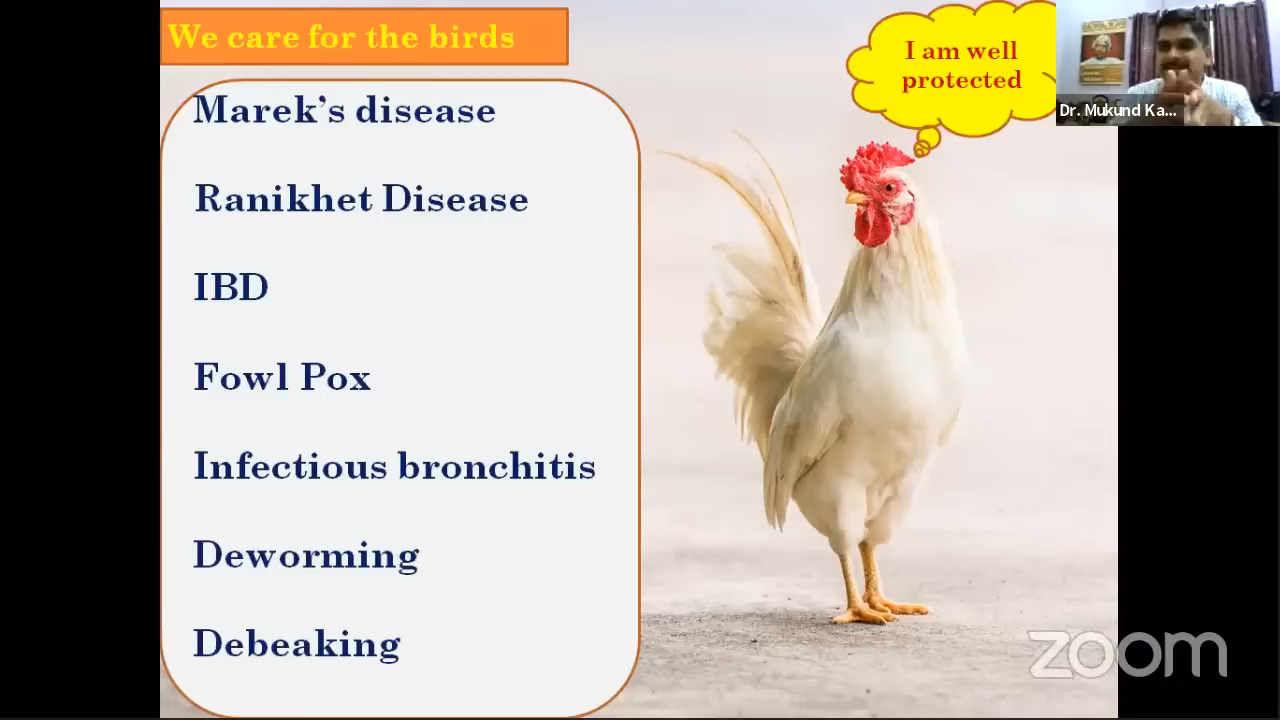 We care for the birds
I am well
protected
Dr. Mukund Ka...
Marek's disease
Ranikhet Disease
IBD
Fowl Pox
Infectious bronchitis
Deworming
Debeaking
zoom